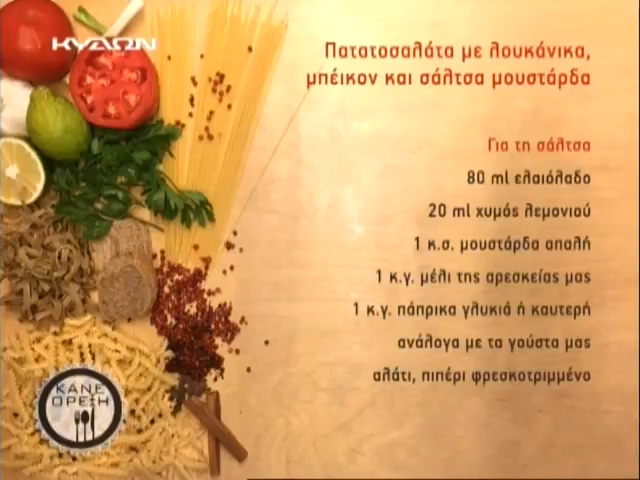 ΚΥΔΩΝ
Πατατοσαλάτα με λουκάνικα,
μπέικον και σάλτσα μουστάρδα
Για τη σάλτσα
80 ml ελαιόλαδο
20 ml χυμός λεμονιού
1 κ.σ. μουστάρδα απαλή
1 κ.γ. μέλι της αρεσκείας μας
1 κ.γ. πάπρικα γλυκιά ή καυτερή
ανάλογα με τα γούστα μας
αλάτι, πιπέρι φρεσκοτριμμένο
ΚΑΝΕ
ΟΡΕΞΗ